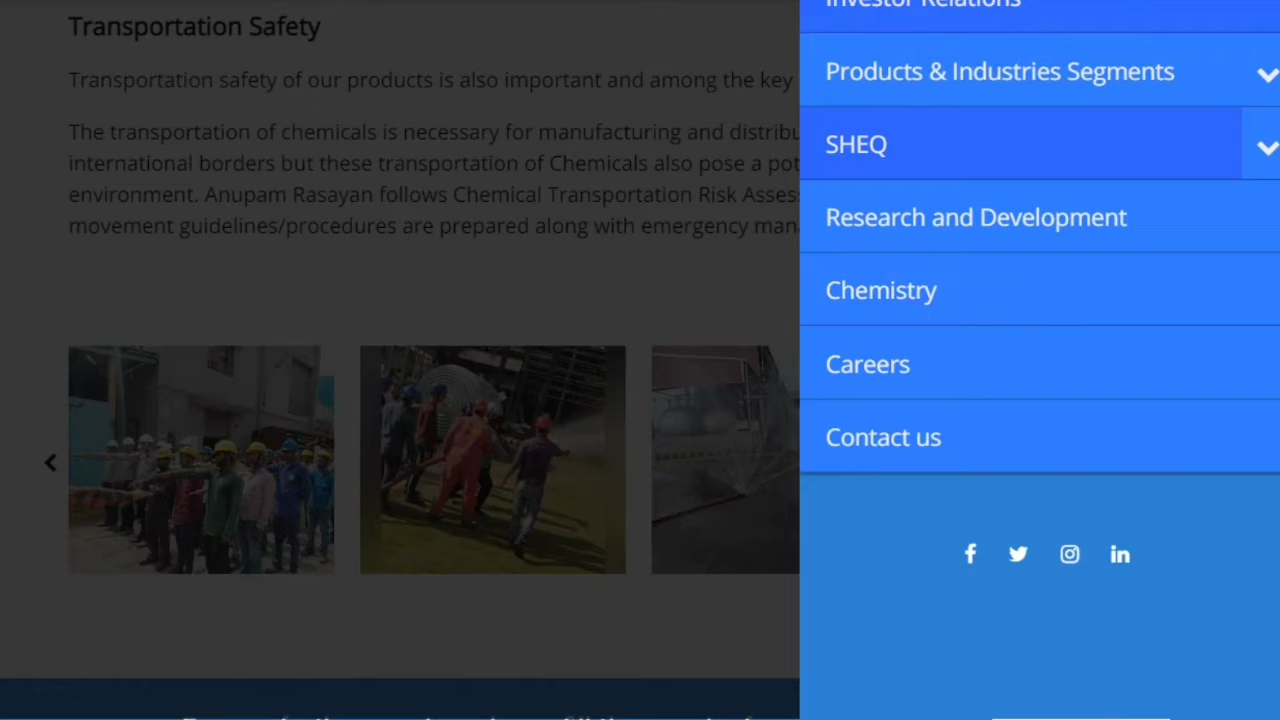 Transportation Safety
Transportation safety of our products is also important and among the key
The transportation of chemicals is necessary for manufacturing and distribu
international borders but these transportation of Chemicals also pose a pot
environment. Anupam Rasayan follows Chemical Transportation Risk Assess
movement guidelines/procedures are prepared along with emergency man
Investor Relations
Products & Industries Segments
SHEQ
Research and Development
Chemistry
Careers
Contact us